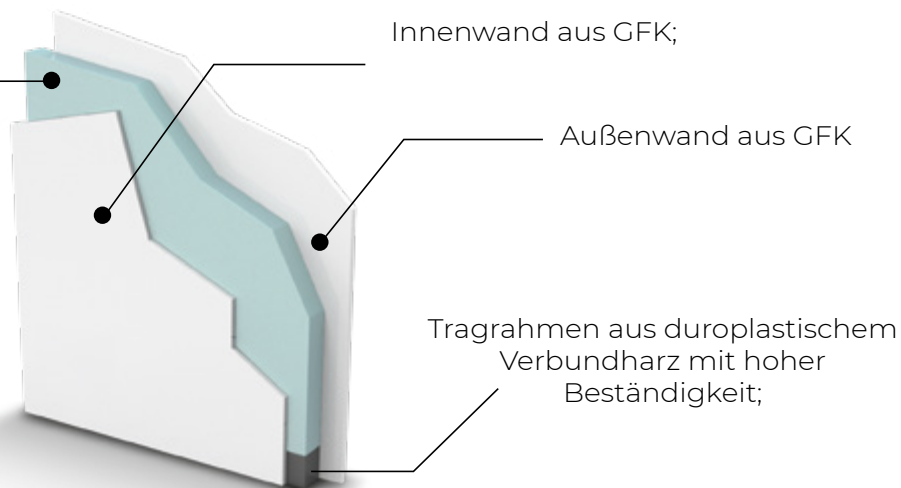 Innenwand aus GFK;
Außenwand aus GFK
Tragrahmen aus duroplastischem
Verbundharz mit hoher
Beständigkeit;